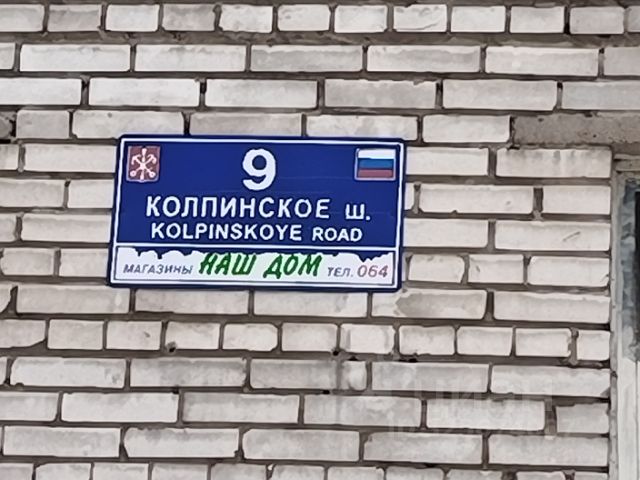 9
КОЛПИНСКОЕ Ш.
KOLPINSKOYE ROAD
МАГАЗИНЫ НАШ ДОМ ТЕЛ. 064